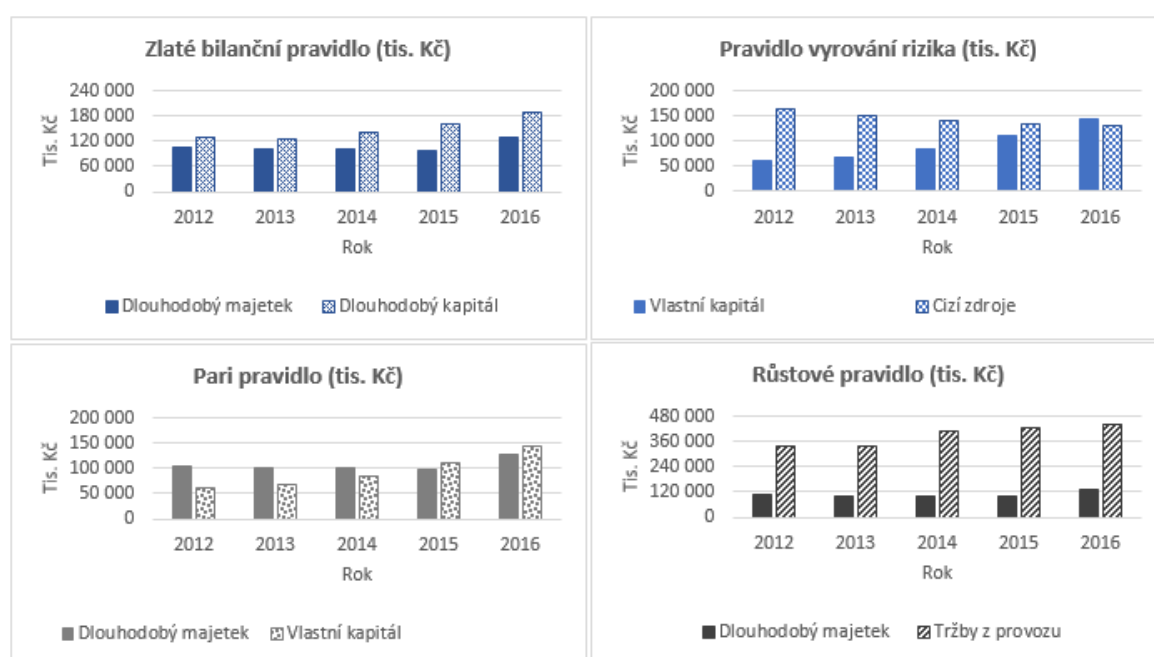 Zlaté bilanční pravidlo (tis. Kč)
Tis. Kč
240 000
180 000
120 000
60 000
0
2012 2013 2014 2015 2016
Rok
Dlouhodobý majetek Dlouhodobý kapitál
Pravidlo vyrování rizika (tis. Kč)
Tis. Kč
200 000
150 000
100 000
50 000
0
2012 2013 2014 2015 2016
Rok
Vlastní kapitál Cizí zdroje
Pari pravidlo (tis. Kč)
Tis. Kč
200 000
150 000
100 000
50 000
0
2012 2013 2014 2015 2016
Rok
Dlouhodobý majetek Vlastní kapitál
Růstové pravidlo (tis. Kč)
Tis. Kč
480 000
360 000
240 000
120 000
0
2012 2013 2014 2015 2016
Rok
Dlouhodobý majetek Tržby z provozu